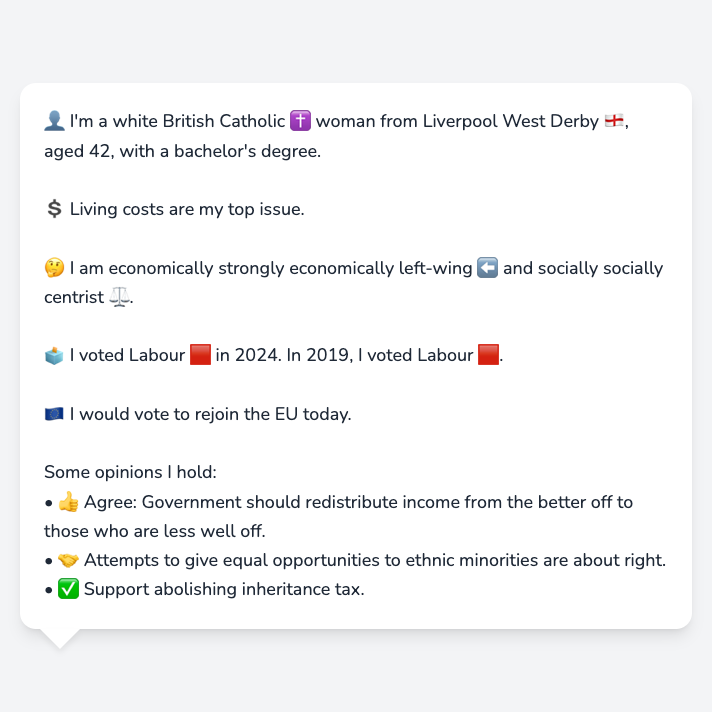 👤 I'm a white British Catholic ✝️ woman from Liverpool West Derby 🏴󠁧󠁢󠁥󠁮󠁧󠁿,
aged 42, with a bachelor's degree.
💲 Living costs are my top issue.
🤔 I am economically strongly economically left-wing ⬅️ and socially socially
centrist ⚖️.
🗳️ I voted Labour 🟥 in 2024. In 2019, I voted Labour 🟥.
🇪🇺 I would vote to rejoin the EU today.
Some opinions I hold:
• 👍 Agree: Government should redistribute income from the better off to
those who are less well off.
• 🤝 Attempts to give equal opportunities to ethnic minorities are about right.
• ✅ Support abolishing inheritance tax.